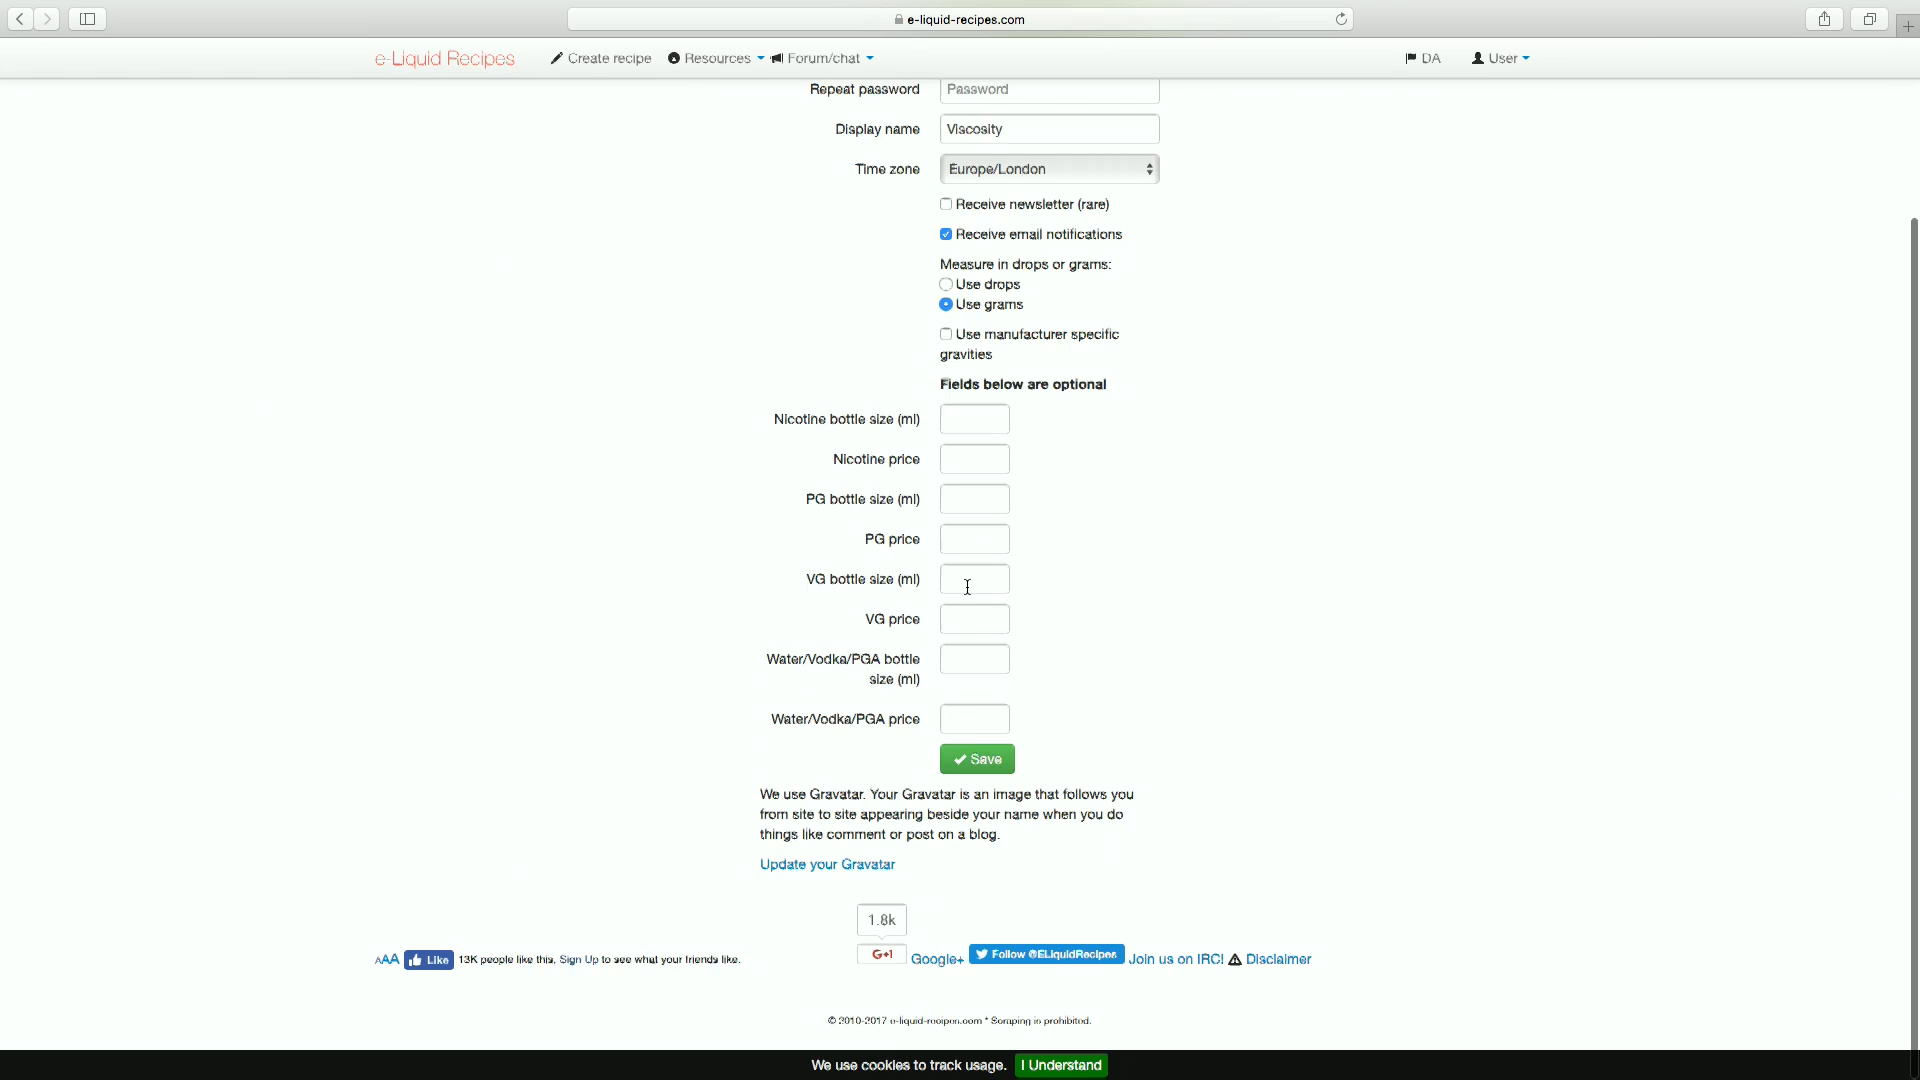 e-liquid-recipes.com
e-Liquid Recipes Create recipe Resources Forum/chat DA User
Repeat password Password
Display name Viscosity
Time zone Europe/London
Receive newsletter (rare)
Receive email notifications
Measure in drops or grams:
Use drops
Use grams
Use manufacturer specific
gravities
Fields below are optional
Nicotine bottle size (ml)
Nicotine price
PG bottle size (ml)
PG price
VG bottle size (ml)
VG price
Water/Vodka/PGA bottle
size (ml)
Water/Vodka/PGA price
Save
We use Gravatar. Your Gravatar is an image that follows you
from site to site appearing beside your name when you do
things like comment or post on a blog.
Update your Gravatar
1.8k
AAA Like 13K people like this. Sign Up to see what your friends like. G+1 Google+ Follow @ELiquidRecipes Join us on IRC! Disclaimer
© 2010-2017 e-liquid-recipes.com * Scraping is prohibited.
We use cookies to track usage. I Understand